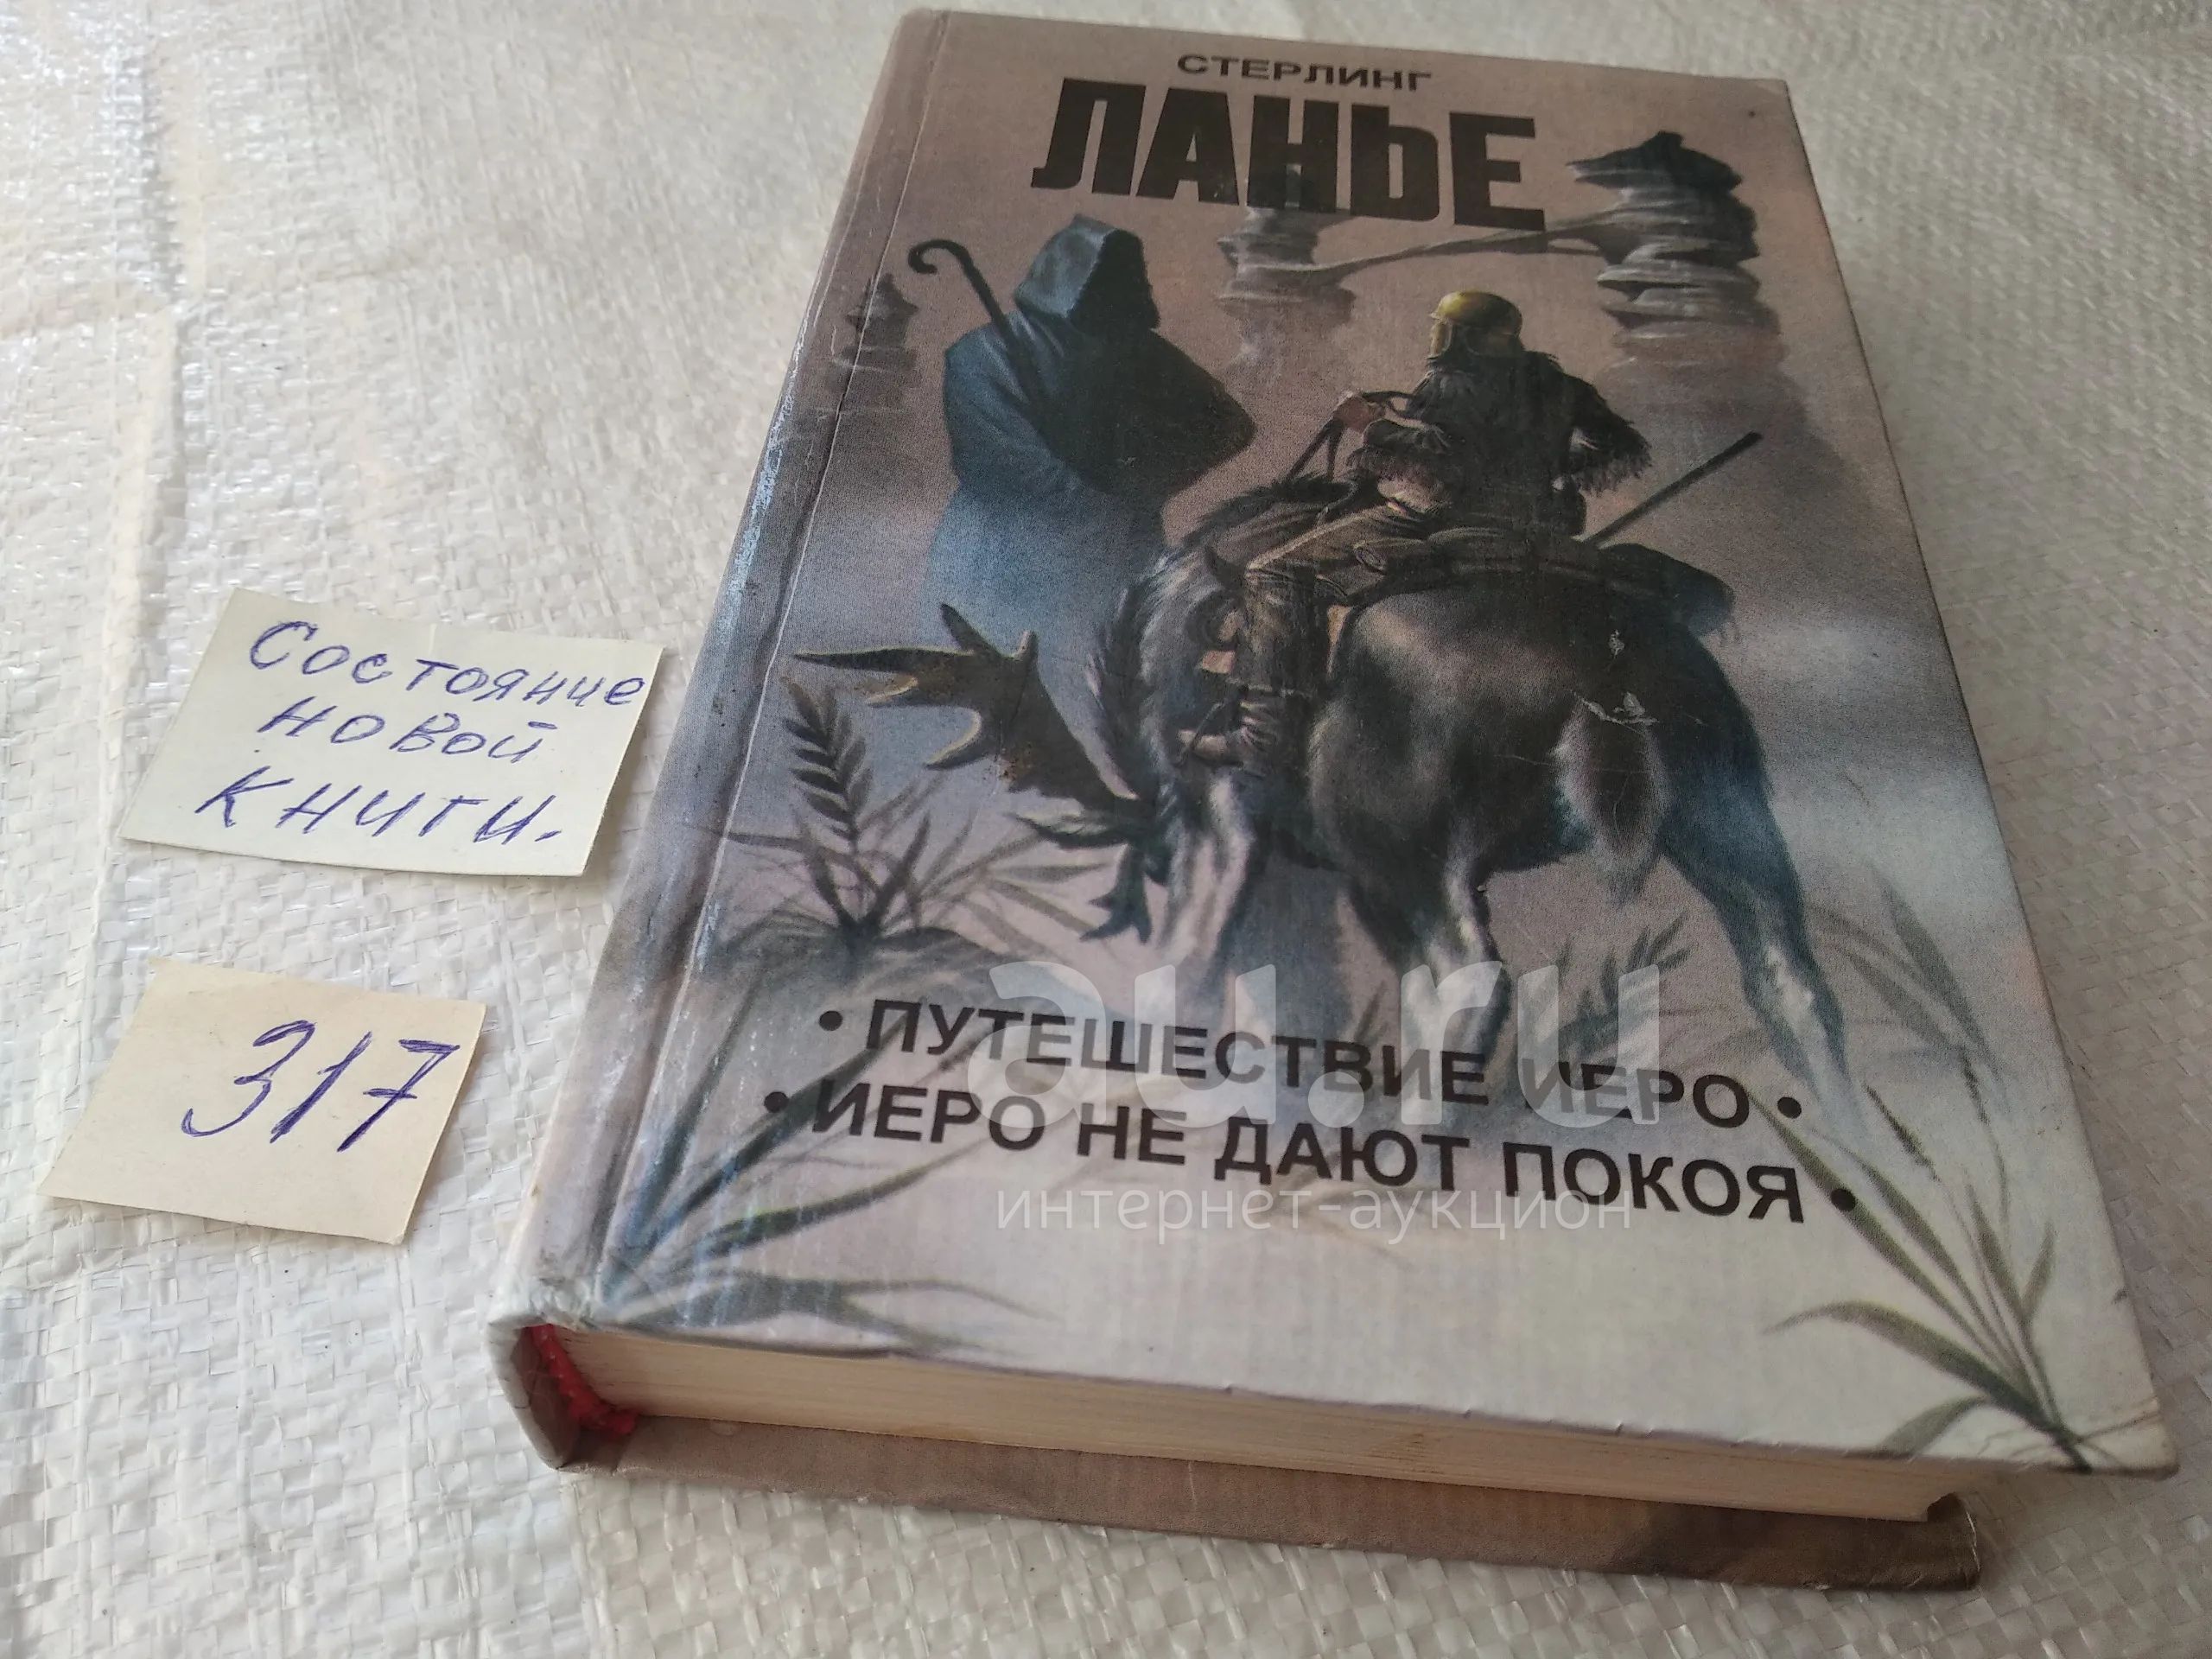 СТЕРЛИНГ
ЛАНЬЕ
Состояние
новой
книги.
317
• ПУТЕШЕСТВИЕ ИЕРО •
• ИЕРО НЕ ДАЮТ ПОКОЯ •
au.ru
интернет-аукцион